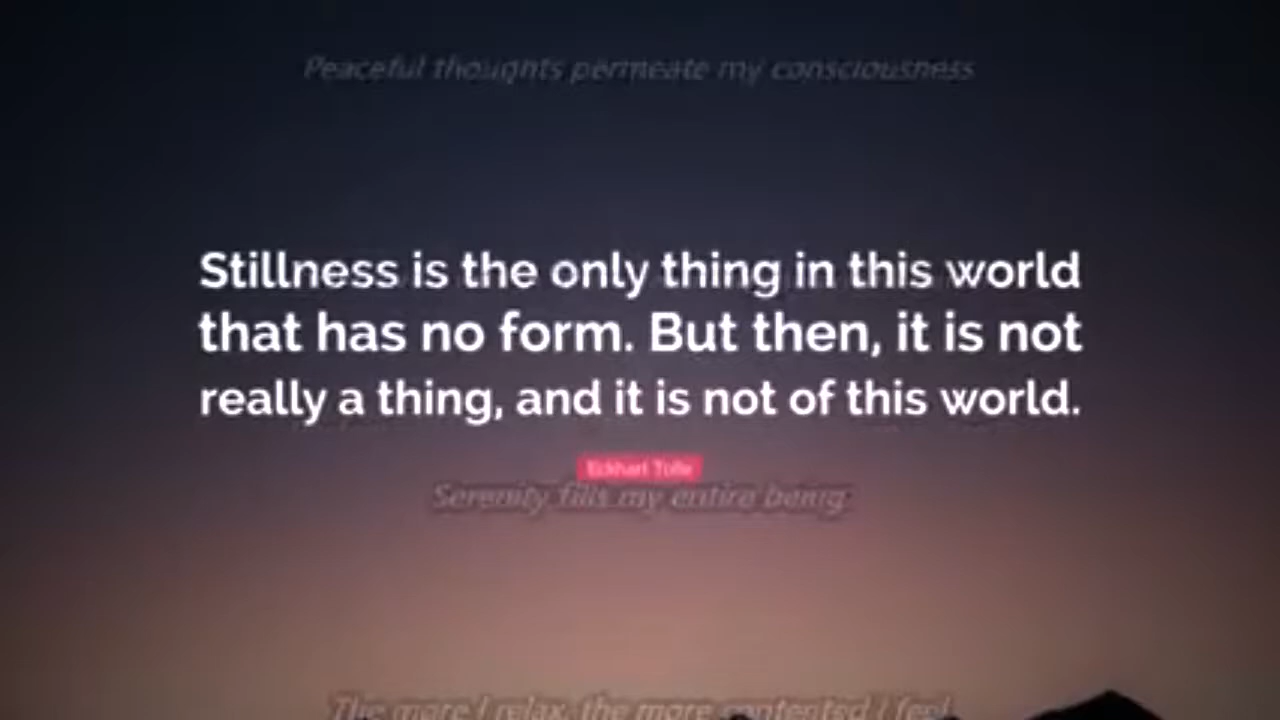 Peaceful thoughts permeate my consciousness
Stillness is the only thing in this world
that has no form. But then, it is not
really a thing, and it is not of this world.
Eckhart Tolle
Serenity fills my entire being.
The more I relax, the more contented I feel